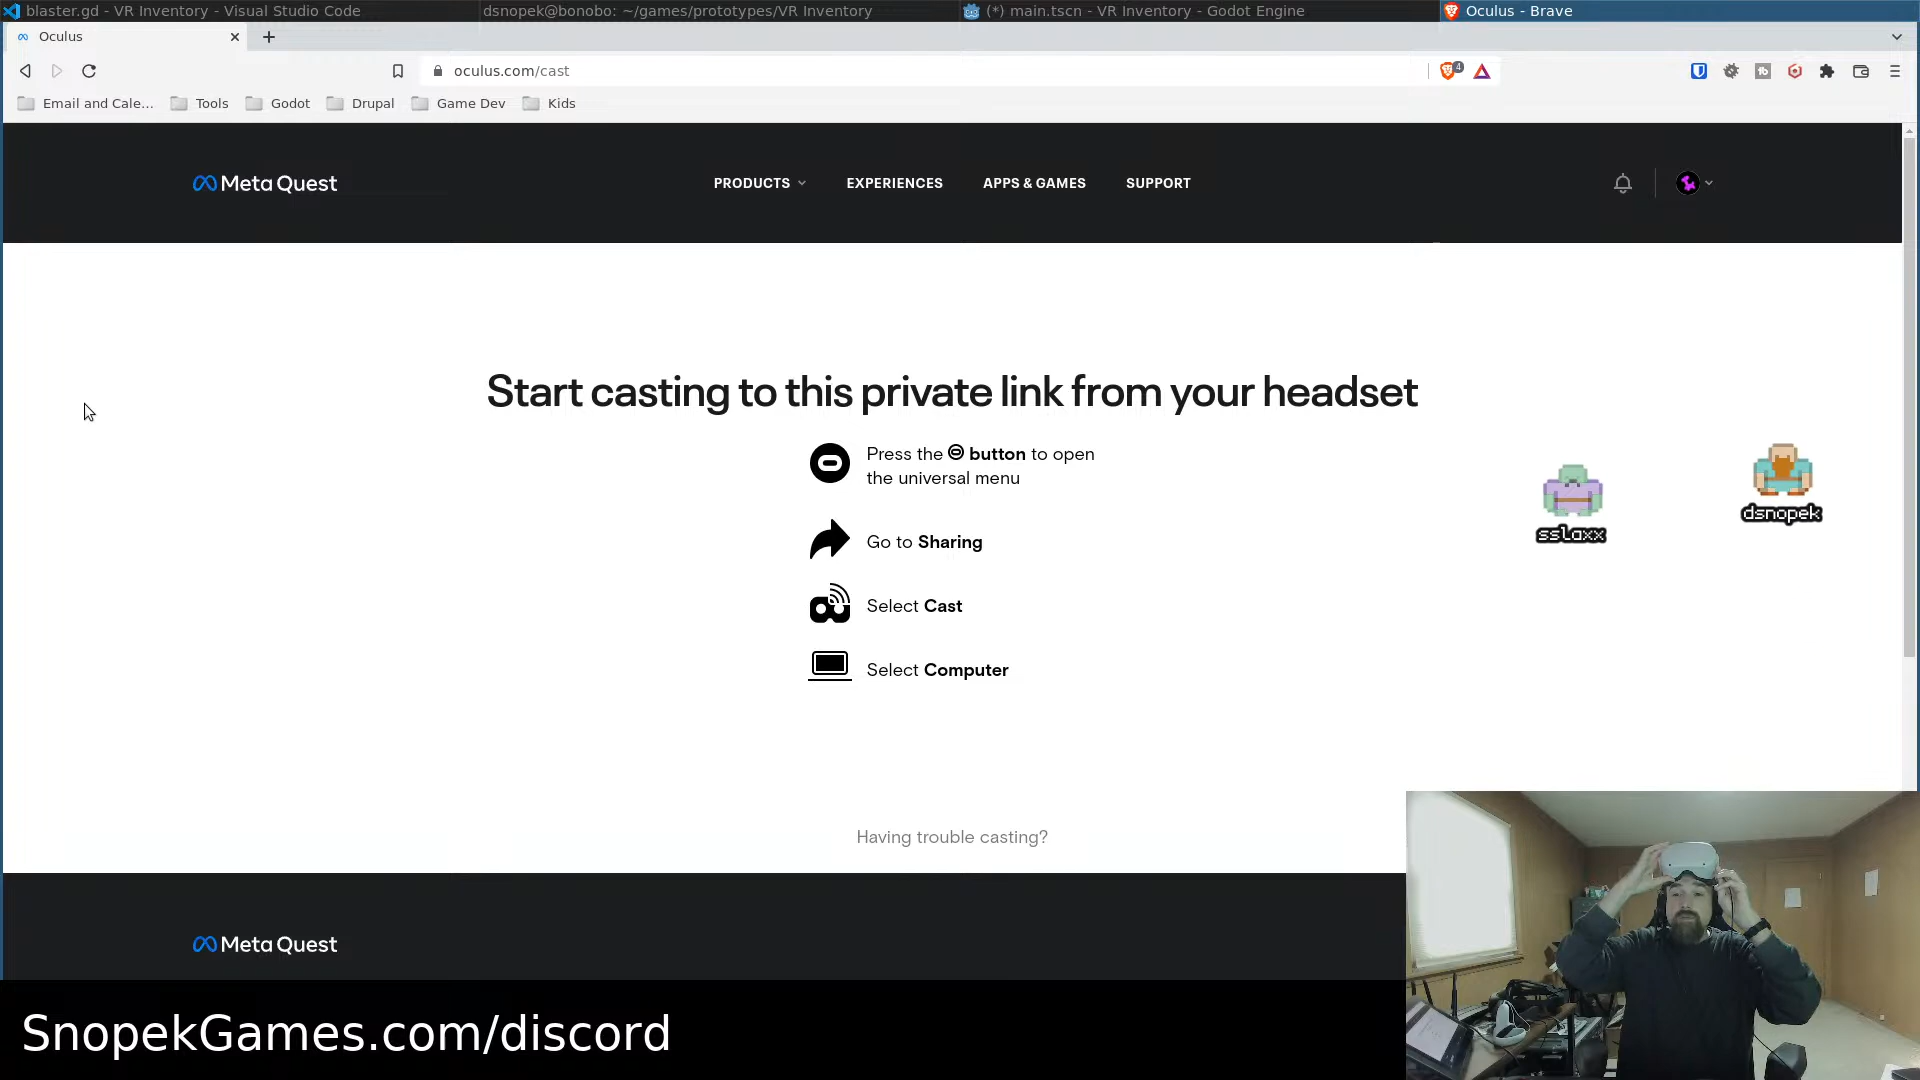 blaster.gd - VR Inventory - Visual Studio Code
dsnopek@bonobo: ~/games/prototypes/VR Inventory
(*) main.tscn - VR Inventory - Godot Engine
Oculus - Brave
Oculus
oculus.com/cast
4
Email and Cale...
Tools
Godot
Drupal
Game Dev
Kids
Meta Quest
PRODUCTS
EXPERIENCES
APPS & GAMES
SUPPORT
Start casting to this private link from your headset
Press the button to open
the universal menu
Go to Sharing
Select Cast
Select Computer
sslaxx
dsnopek
Having trouble casting?
Meta Quest
SnopekGames.com/discord